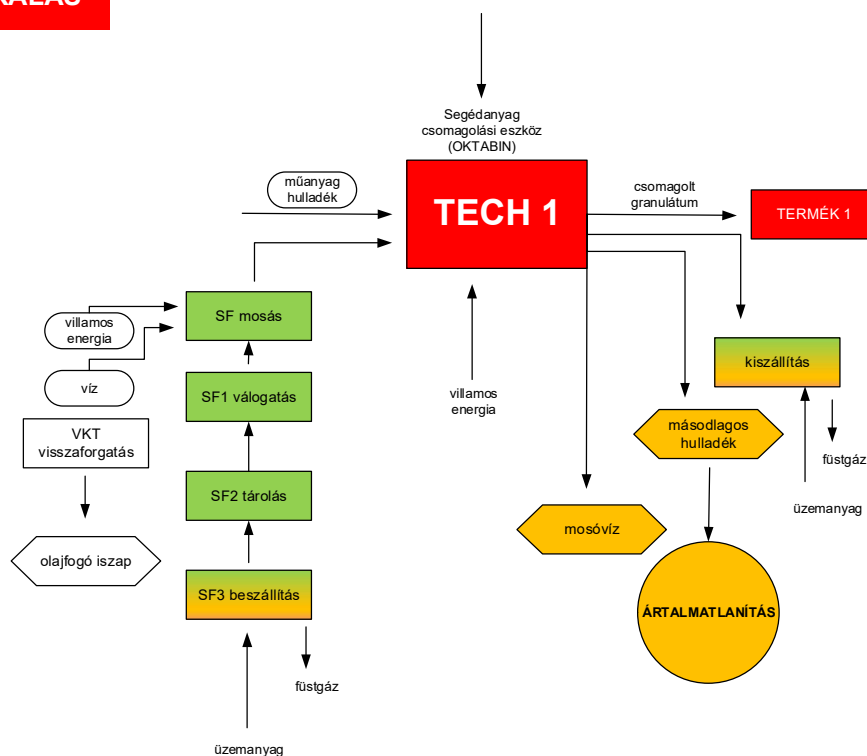 Segédanyag
csomagolási eszköz
(OKTABIN)
műanyag
hulladék
TECH 1
csomagolt
granulátum
TERMÉK 1
SF mosás
villamos
energia
víz
kiszállítás
SF1 válogatás
villamos
energia
VKT
visszaforgatás
másodlagos
hulladék
füstgáz
SF2 tárolás
üzemanyag
mosóvíz
olajfogó iszap
SF3 beszállítás
ÁRTALMATLANÍTÁS
füstgáz
üzemanyag